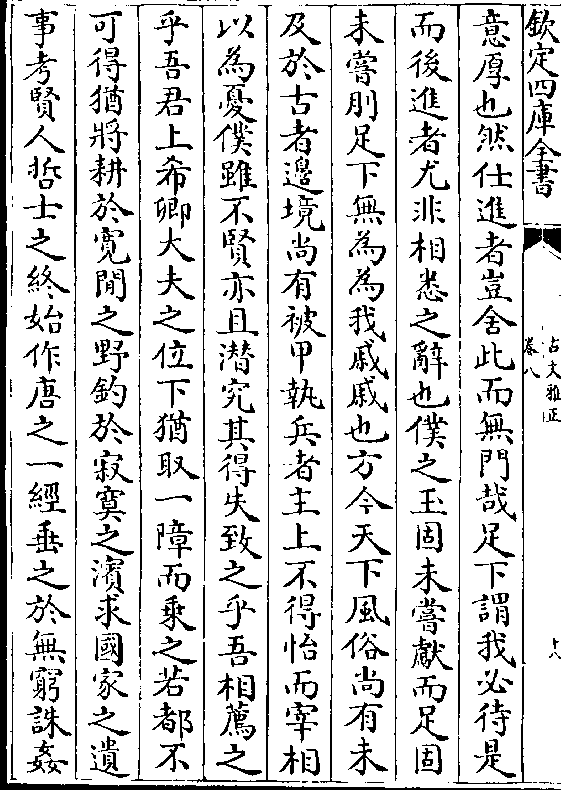 欽定四庫全書
古文雅正
卷八
十八
意厚也然仕進者豈舍此而無門哉足下謂我必待是
而後進者尤非相悉之辭也僕之玉固未嘗獻而足固
未嘗刖足下無為為我戚戚也方今天下風俗尚有未
及於古者邊境尚有被甲執兵者主上不得怡而宰相
以為憂僕雖不賢亦且潛究其得失致之乎吾相薦之
乎吾君上希卿大夫之位下猶取一障而乘之若都不
可得猶將耕於寛閒之野釣於寂寞之濱求國家之遺
事考賢人哲士之終始作唐之一經垂之於無窮誅姦